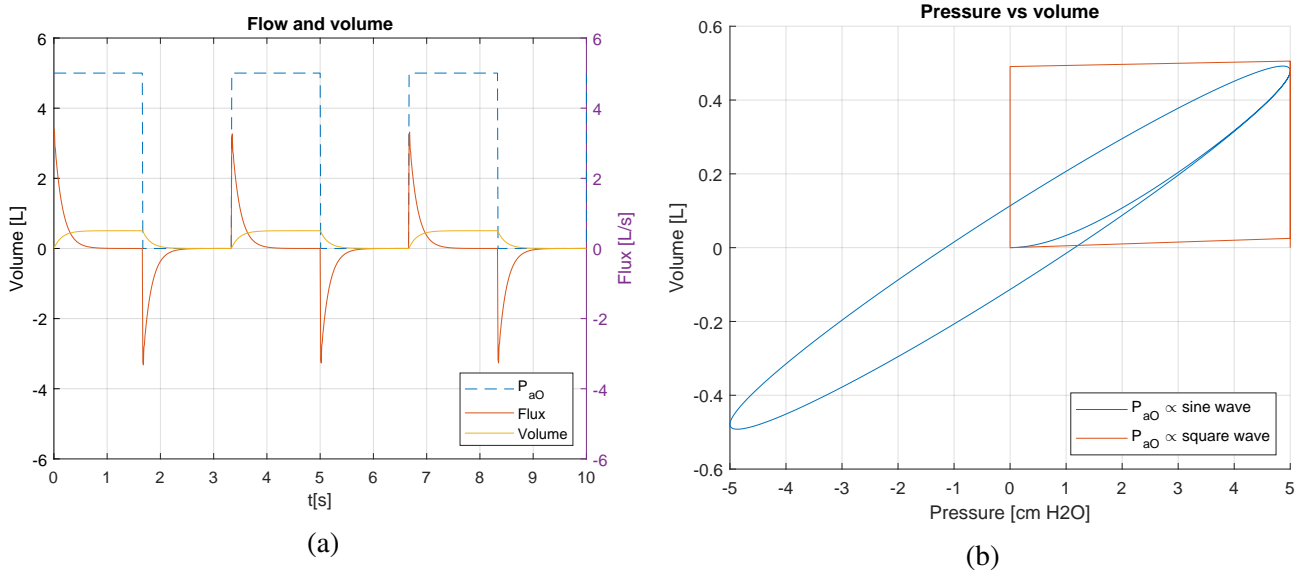 Flow and volume
6
4
2
0
-2
-4
-6
Volume [L]
0 1 2 3 4 5 6 7 8 9 10
t[s]
6
4
2
0
-2
-4
-6
Flux [L/s]
P_aO
Flux
Volume
(a)
Pressure vs volume
0.6
0.4
0.2
0
-0.2
-0.4
-0.6
Volume [L]
-5 -4 -3 -2 -1 0 1 2 3 4 5
Pressure [cm H2O]
P_aO ∝ sine wave
P_aO ∝ square wave
(b)